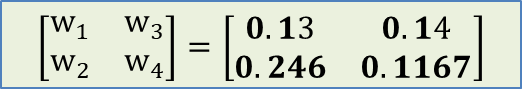 [w₁ w₃] = [0.13 0.14]
[w₂ w₄] [0.246 0.1167]